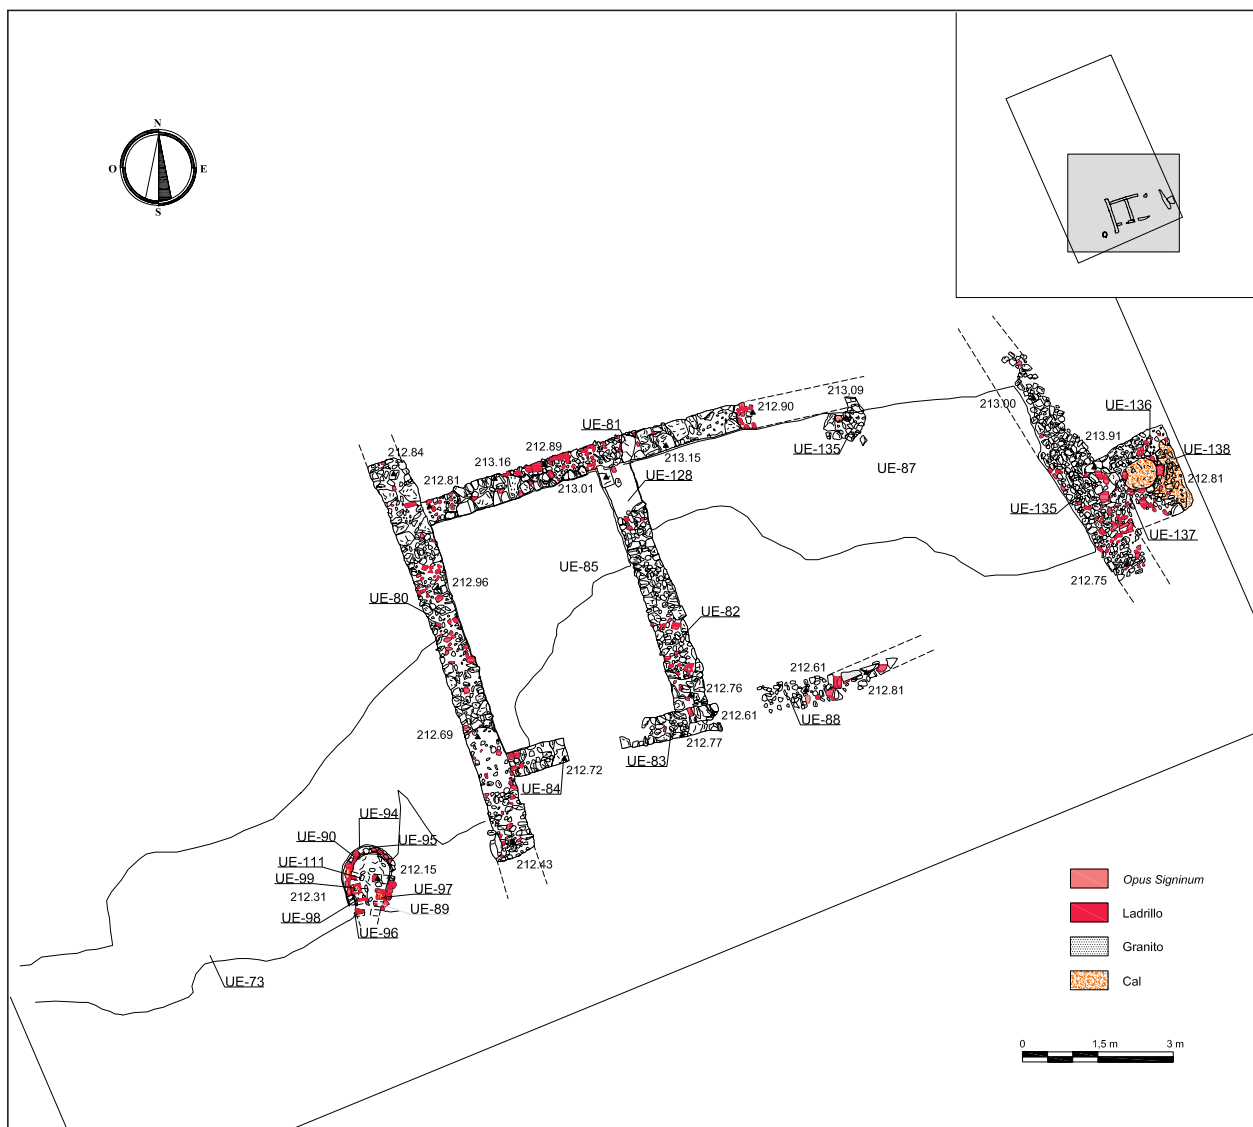 N
O E
S
213.09
212.90
UE-81
213.00
UE-136
212.84
212.89
213.16
213.15
UE-135
213.91
UE-138
212.81
213.01
UE-128
UE-87
212.81
UE-135
UE-137
UE-85
212.96
212.75
UE-80
UE-82
212.61
212.76
212.81
212.61
UE-88
212.69
212.77
UE-83
212.72
UE-84
UE-94
UE-90
UE-95
UE-111
212.15
212.43
UE-99
UE-97
212.31
UE-89
UE-98
UE-96
UE-73
Opus Signinum
Ladrillo
Granito
Cal
0 1,5 m 3 m